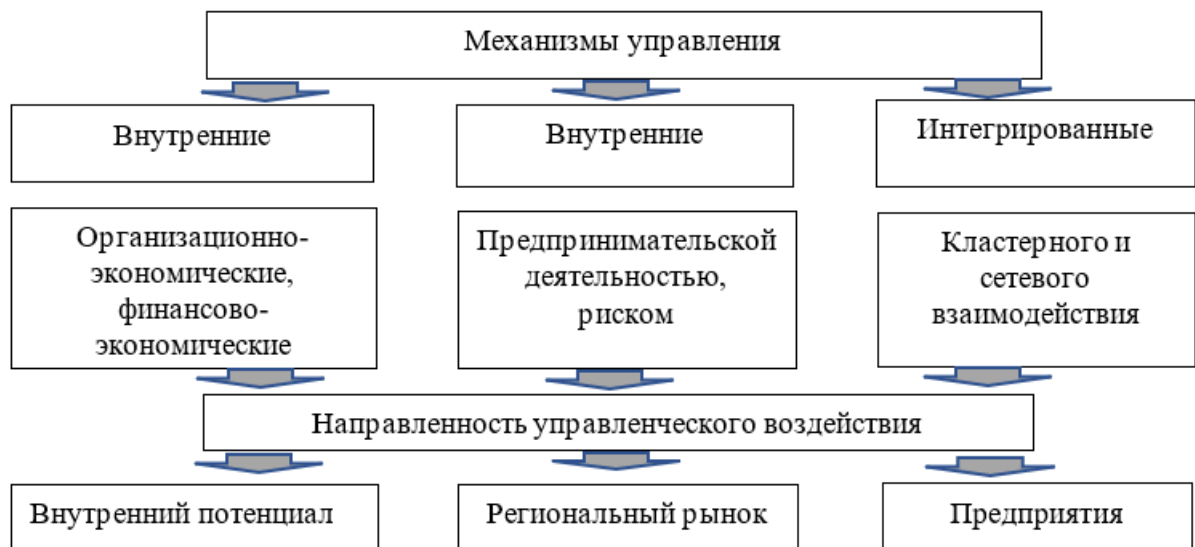 Механизмы управления
Внутренние
Внутренние
Интегрированные
Организационно-
экономические,
финансово-
экономические
Предпринимательской
деятельностью,
риском
Кластерного и
сетевого
взаимодействия
Направленность управленческого воздействия
Внутренний потенциал
Региональный рынок
Предприятия